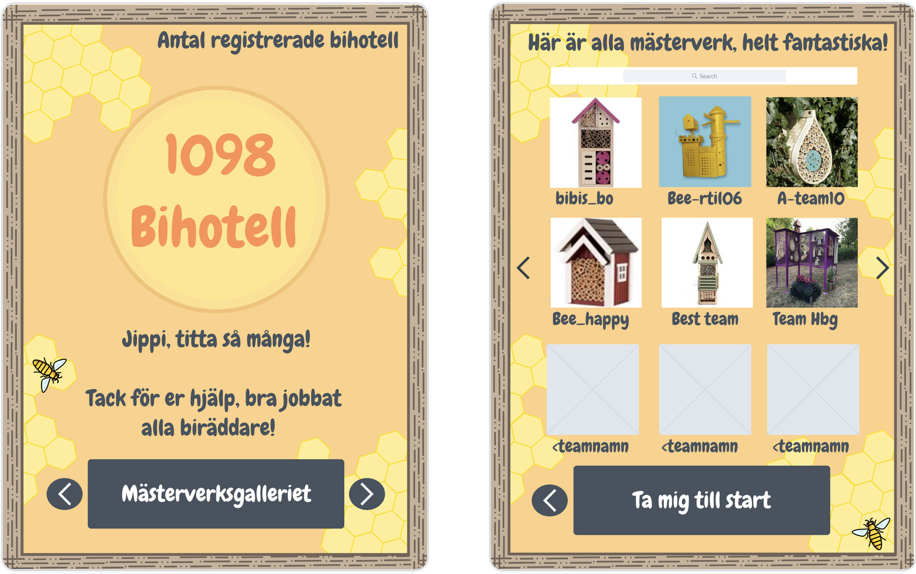 Antal registrerade bihotell
1098
Bihotell
Jippi, titta så många!
Tack för er hjälp, bra jobbat
alla biräddare!
Mästerverksgalleriet
Här är alla mästerverk, helt fantastiska!
Search
bibis_bo
Bee-rtil06
A-team10
Bee_happy
Best team
Team Hbg
<teamnamn
<teamnamn
<teamnamn
Ta mig till start